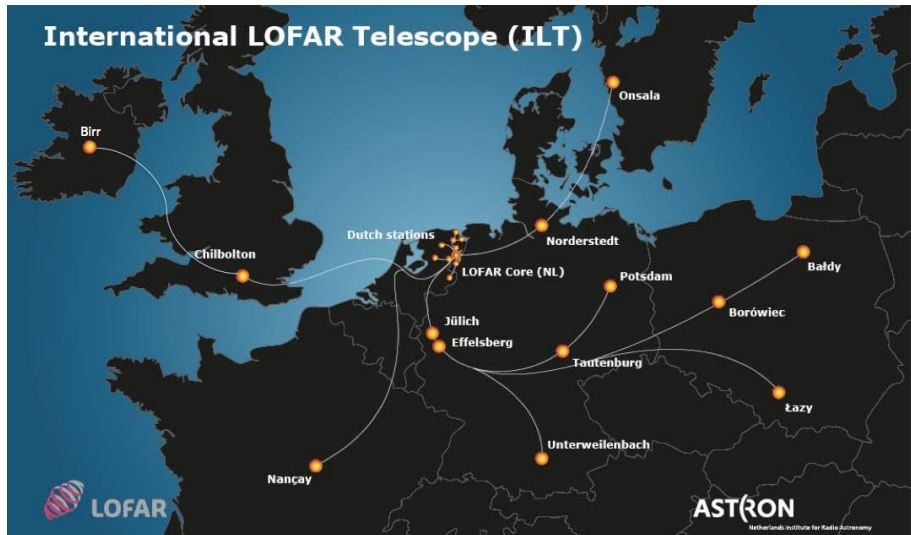 International LOFAR Telescope (ILT)
Onsala
Birr
Dutch stations
Norderstedt
Chilbolton
LOFAR Core (NL)
Potsdam
Bałdy
Borówiec
Jülich
Effelsberg
Tautenburg
Łazy
Unterweilenbach
Nançay
LOFAR
ASTRON
Netherlands Institute for Radio Astronomy